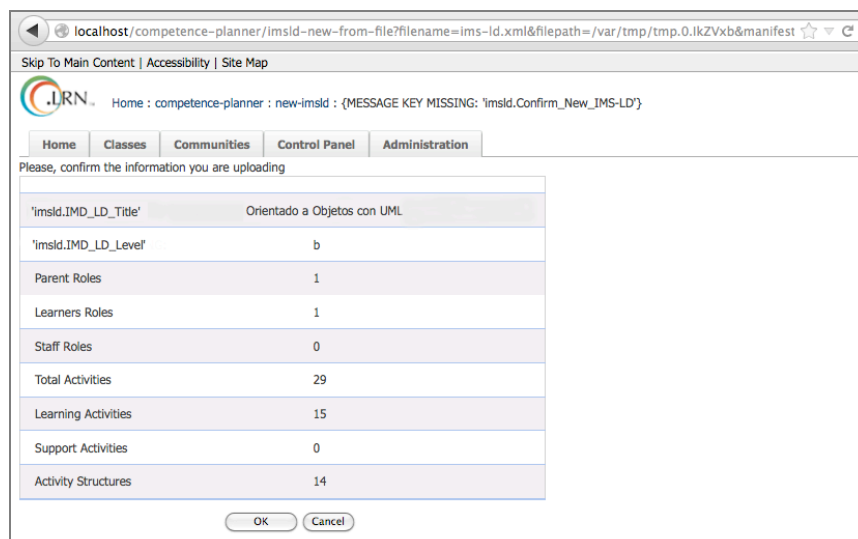 localhost/competence-planner/imsld-new-from-file?filename=ims-ld.xml&filepath=/var/tmp/tmp.0.IkZVxb&manifest
Skip To Main Content | Accessibility | Site Map
.LRN™ Home : competence-planner : new-imsld : {MESSAGE KEY MISSING: 'imsld.Confirm_New_IMS-LD'}
Home Classes Communities Control Panel Administration
Please, confirm the information you are uploading
'imsld.IMD_LD_Title' Orientado a Objetos con UML
'imsld.IMD_LD_Level' b
Parent Roles 1
Learners Roles 1
Staff Roles 0
Total Activities 29
Learning Activities 15
Support Activities 0
Activity Structures 14
OK Cancel